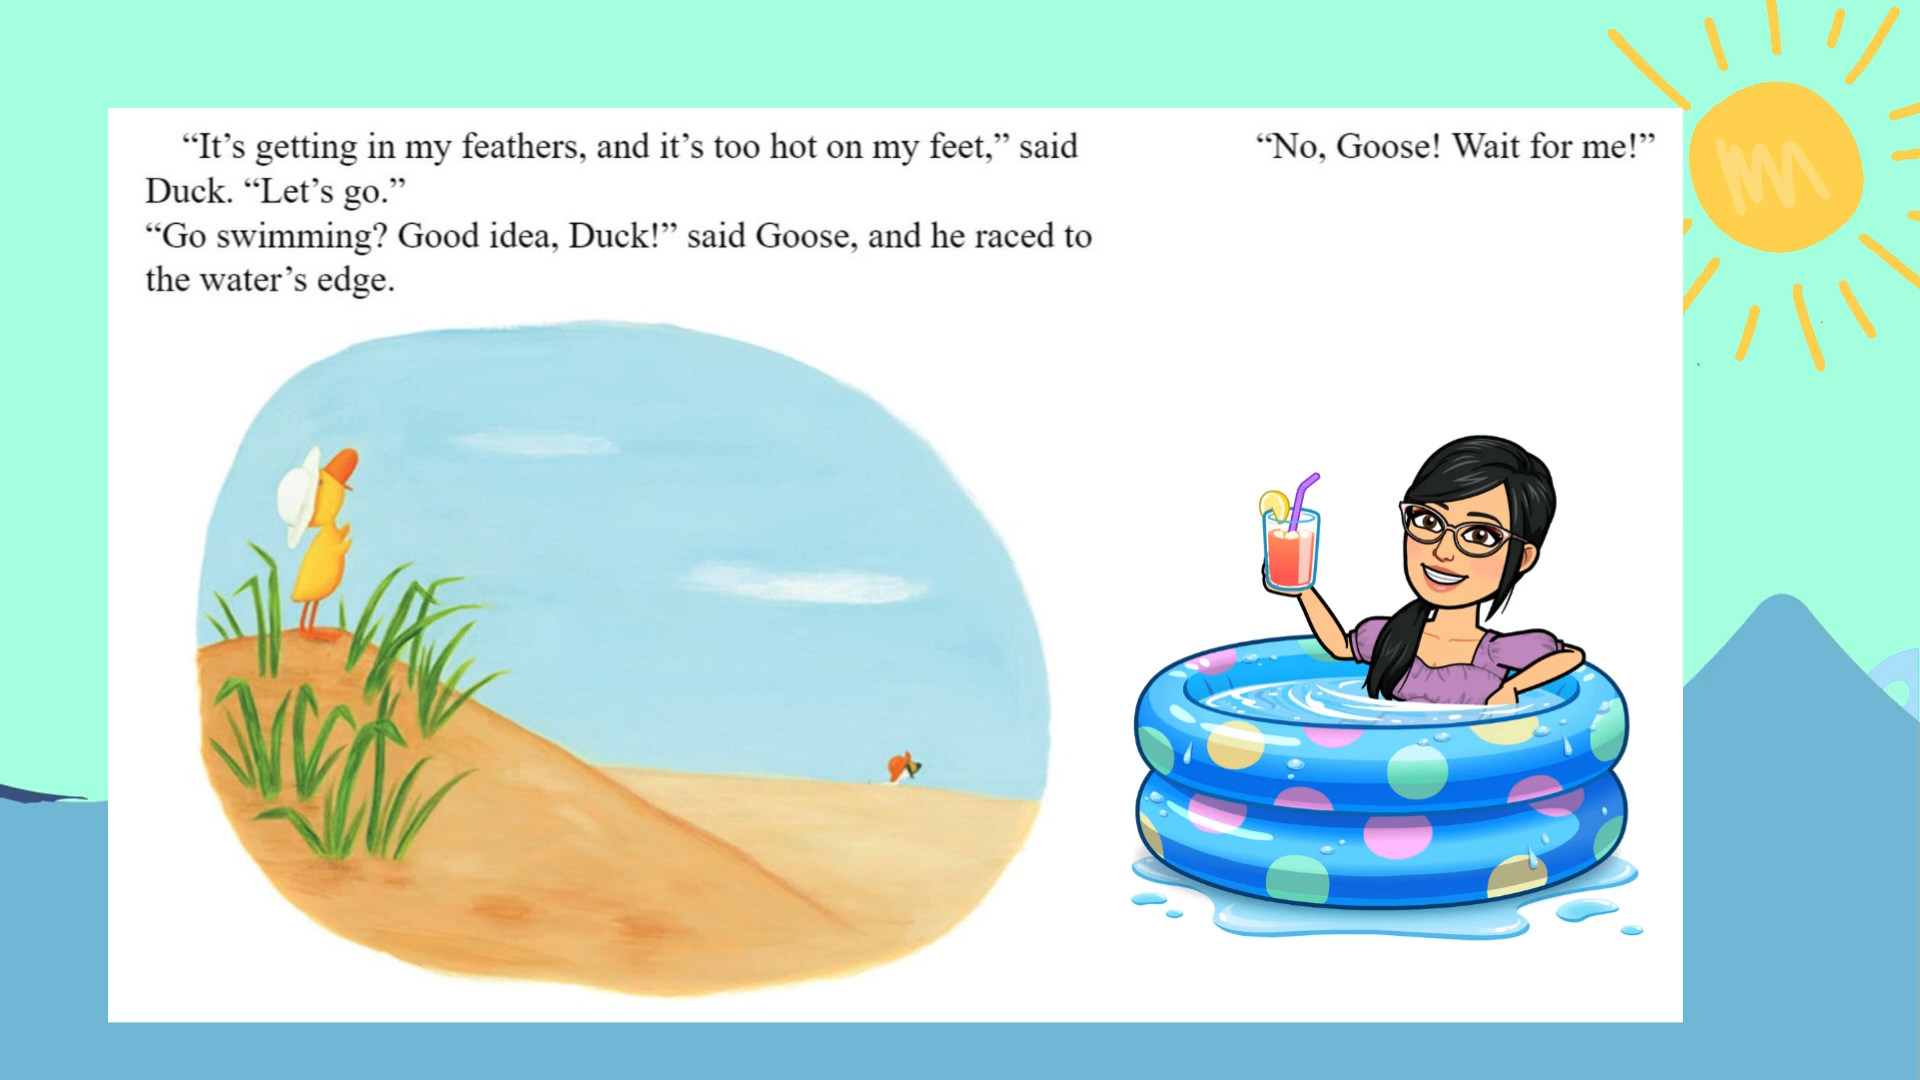 “It’s getting in my feathers, and it’s too hot on my feet,” said
Duck. “Let’s go.”
“Go swimming? Good idea, Duck!” said Goose, and he raced to
the water’s edge.
“No, Goose! Wait for me!”